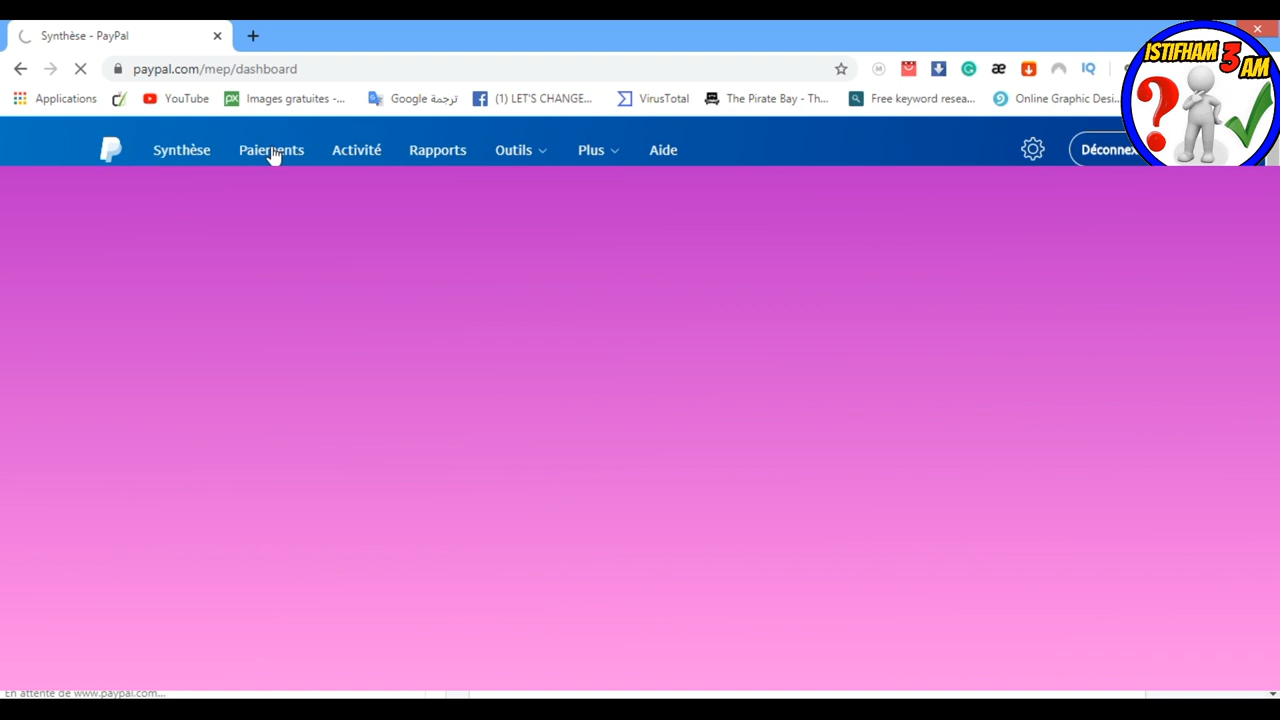 Synthèse - PayPal
ISTIFHAM 3 AM
paypal.com/mep/dashboard
Applications
YouTube
Images gratuites -...
ترجمة Google
(1) LET'S CHANGE...
VirusTotal
The Pirate Bay - Th...
Free keyword resea...
Online Graphic Desi...
Synthèse
Paiements
Activité
Rapports
Outils
Plus
Aide
Déconnex
En attente de www.paypal.com...